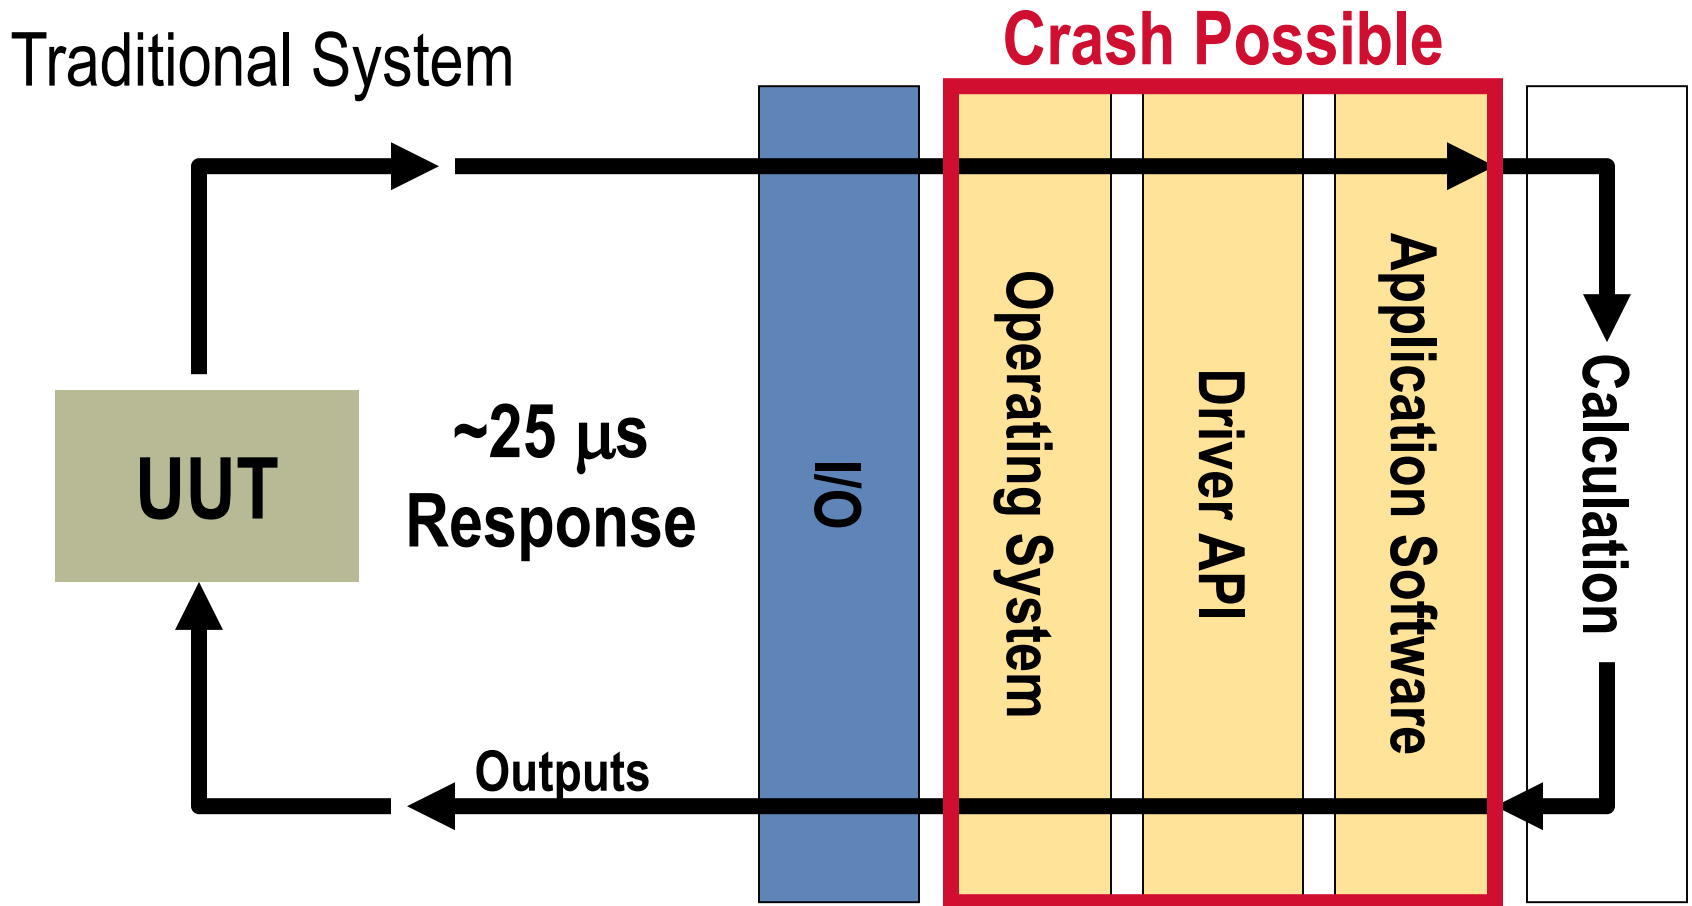 Traditional System
Crash Possible
UUT
~25 μs
Response
Outputs
I/O
Operating System
Driver API
Application Software
Calculation